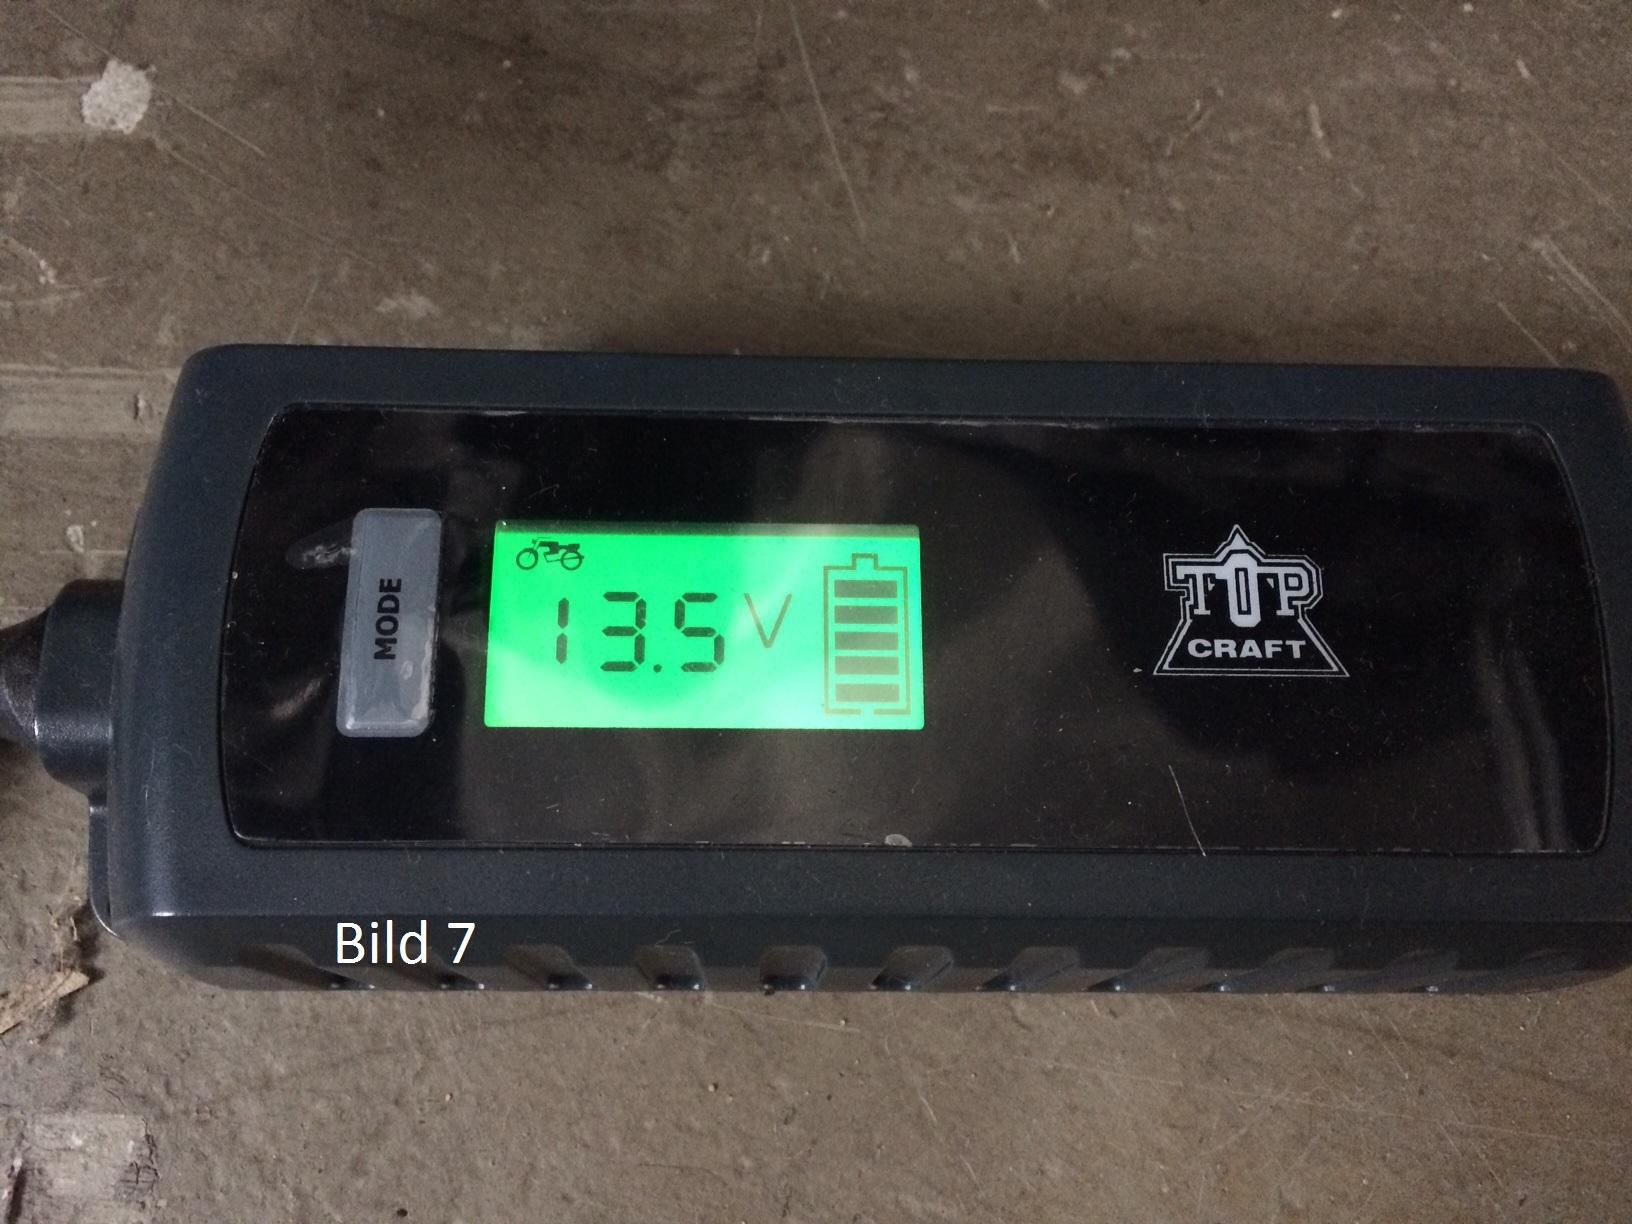 MODE
13.5 V
TOP
CRAFT
Bild 7